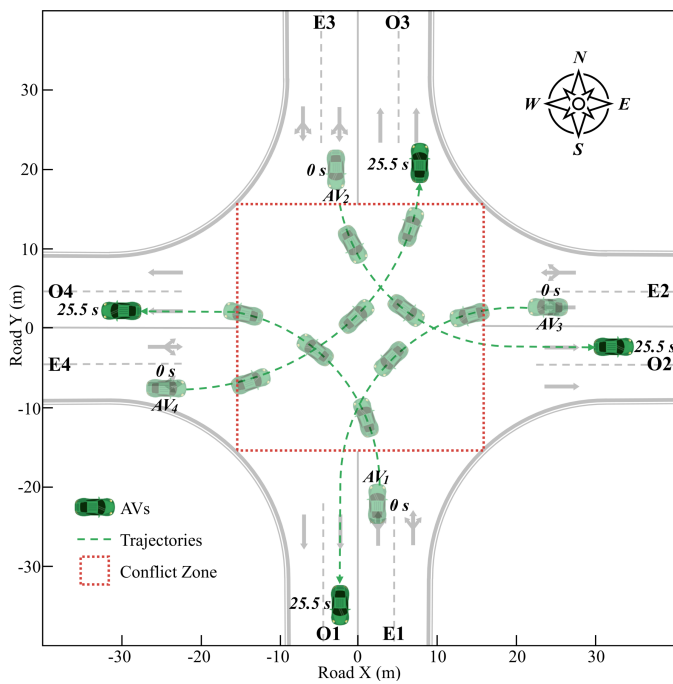 E3 O3
N
W E
S
30
20
10
0
-10
-20
-30
0 s
AV2
25.5 s
O4
25.5 s
E4
0 s
AV4
E2
0 s
AV3
25.5 s
O2
AV1
0 s
25.5 s
O1 E1
AVs
Trajectories
Conflict Zone
-30 -20 -10 0 10 20 30
Road X (m)
Road Y (m)